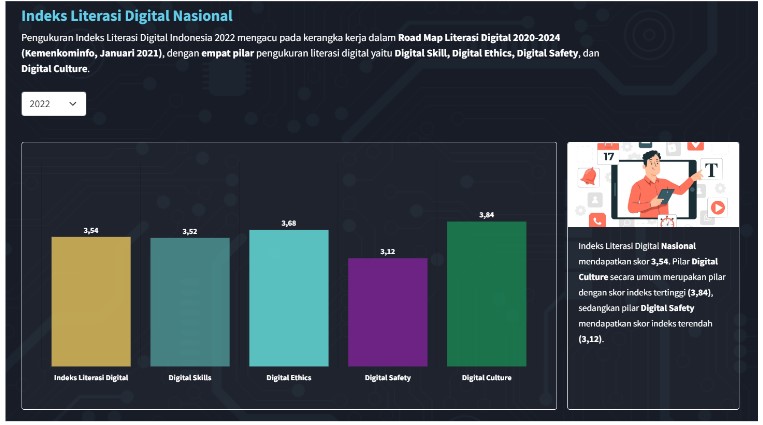 Indeks Literasi Digital Nasional
Pengukuran Indeks Literasi Digital Indonesia 2022 mengacu pada kerangka kerja dalam Road Map Literasi Digital 2020-2024
(Kemenkominfo, Januari 2021), dengan empat pilar pengukuran literasi digital yaitu Digital Skill, Digital Ethics, Digital Safety, dan
Digital Culture.
2022
3,54
3,52
3,68
3,12
3,84
Indeks Literasi Digital
Digital Skills
Digital Ethics
Digital Safety
Digital Culture
17
T
Indeks Literasi Digital Nasional
mendapatkan skor 3,54. Pilar Digital
Culture secara umum merupakan pilar
dengan skor indeks tertinggi (3,84),
sedangkan pilar Digital Safety
mendapatkan skor indeks terendah
(3,12).